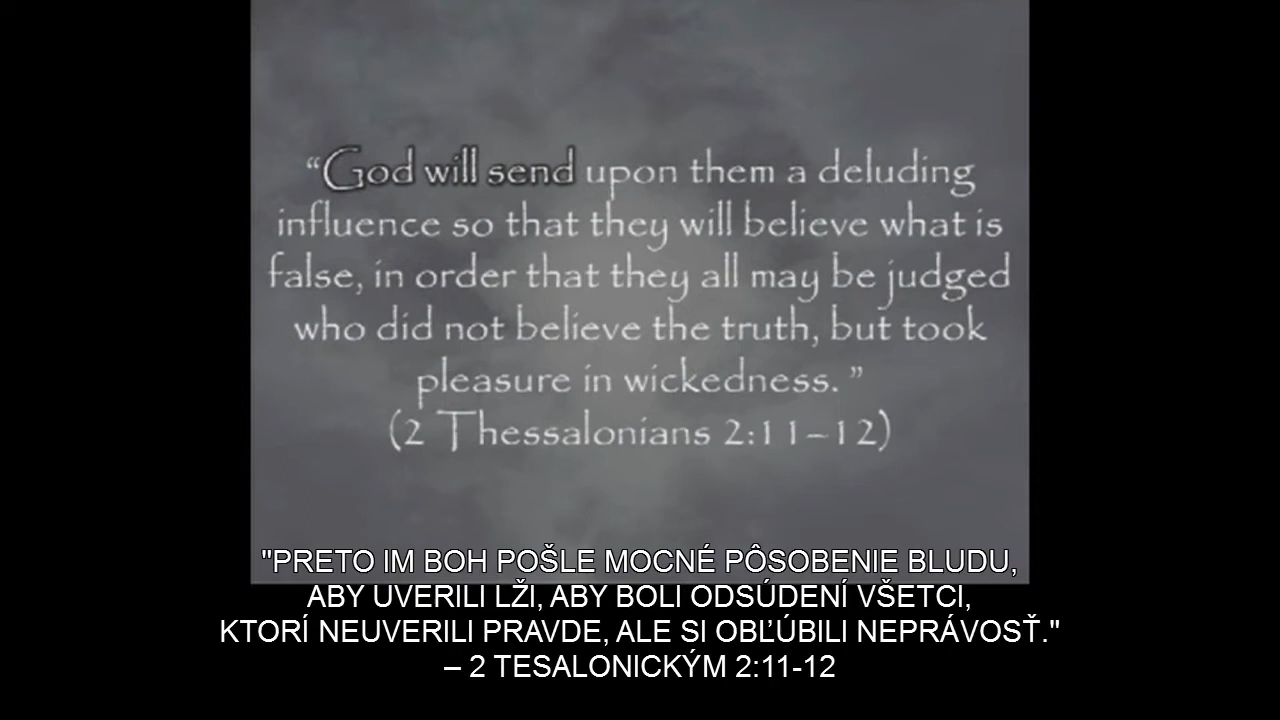 “God will send upon them a deluding
influence so that they will believe what is
false, in order that they all may be judged
who did not believe the truth, but took
pleasure in wickedness. ”
(2 Thessalonians 2:11–12)
"PRETO IM BOH POŠLE MOCNÉ PÔSOBENIE BLUDU,
ABY UVERILI LŽI, ABY BOLI ODSÚDENÍ VŠETCI,
KTORÍ NEUVERILI PRAVDE, ALE SI OBĽÚBILI NEPRÁVOSŤ."
– 2 TESALONICKÝM 2:11-12